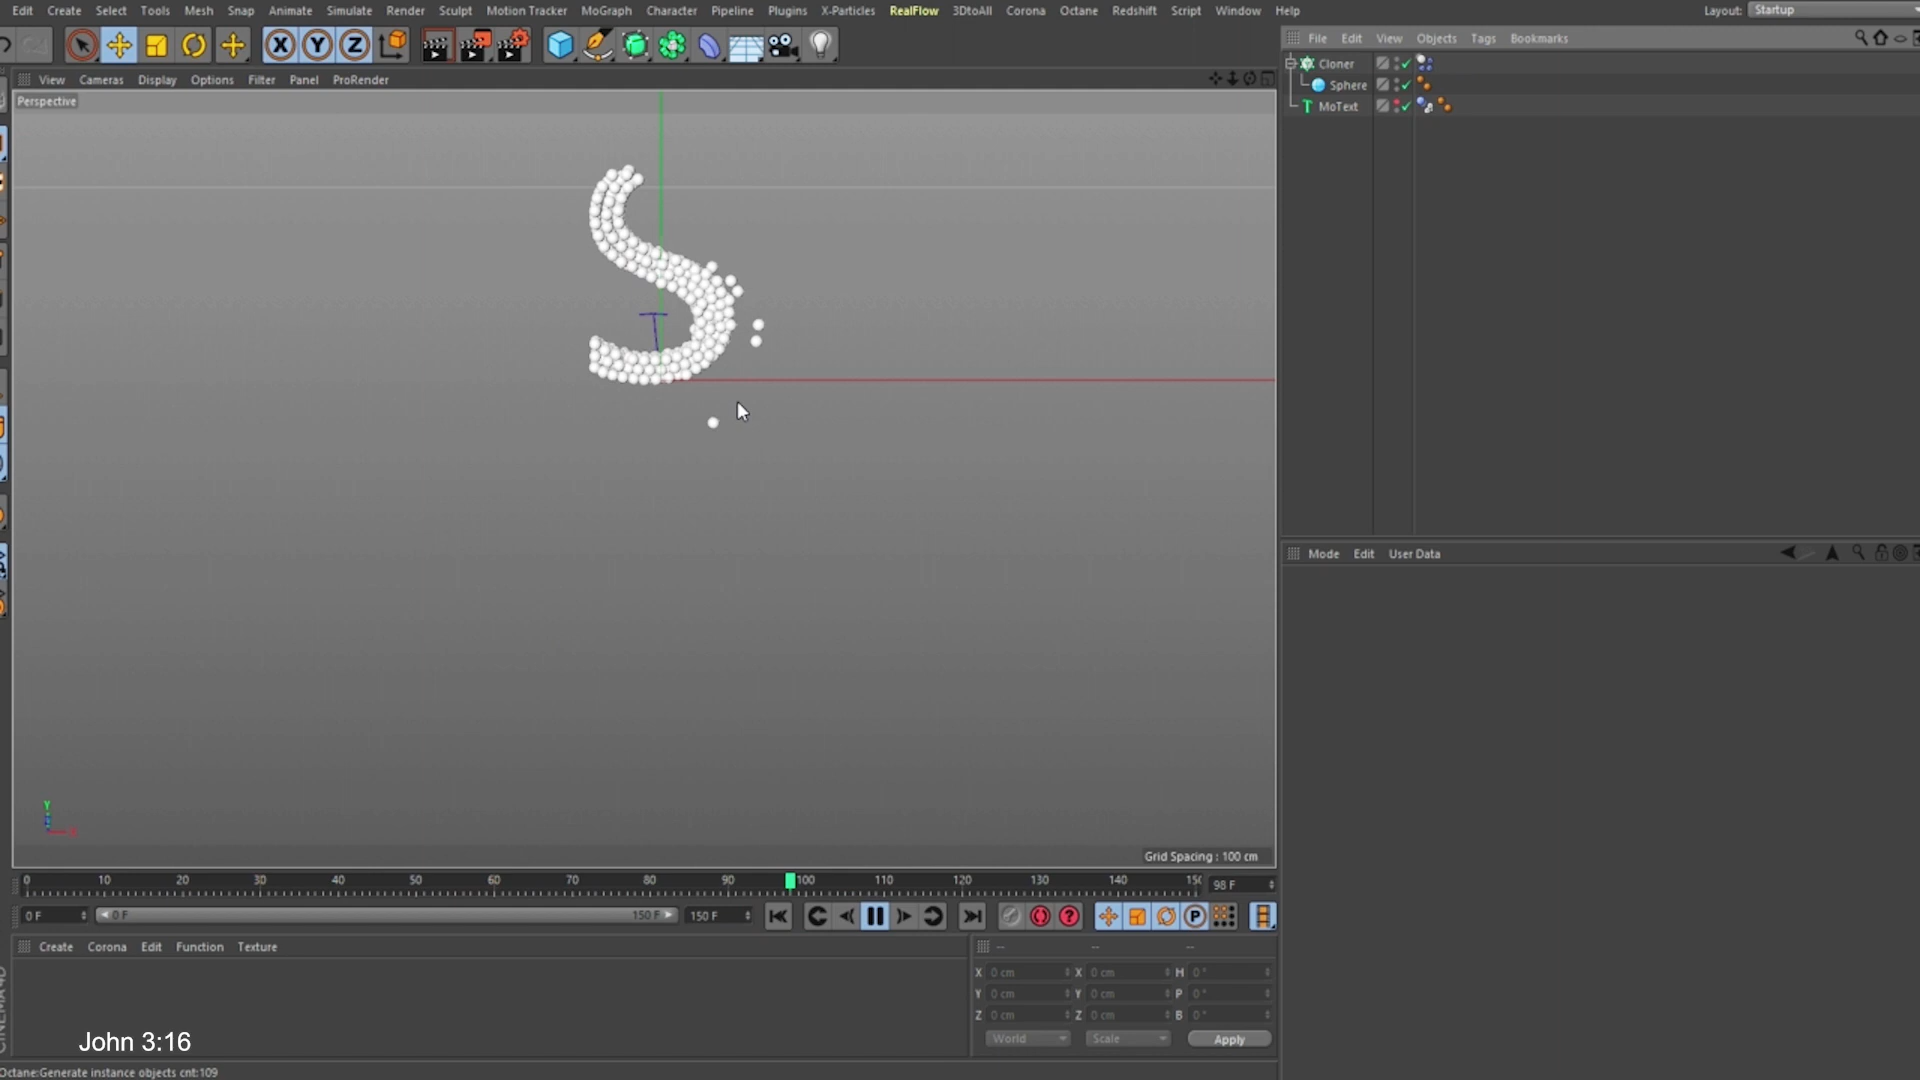 Edit Create Select Tools Mesh Snap Animate Simulate Render Sculpt Motion Tracker MoGraph Character Pipeline Plugins X-Particles RealFlow 3DtoAll Corona Octane Redshift Script Window Help Layout: Startup
X Y Z
File Edit View Objects Tags Bookmarks
View Cameras Display Options Filter Panel ProRender
Perspective
Cloner
Sphere
MoText
Mode Edit User Data
Y
Grid Spacing : 100 cm
0 10 20 30 40 50 60 70 80 90 100 110 120 130 140 150 98 F
0 F 0 F 150 F 150 F P
Create Corona Edit Function Texture
-- -- --
X 0 cm X 0 cm H 0 °
Y 0 cm Y 0 cm P 0 °
Z 0 cm Z 0 cm B 0 °
World Scale Apply
CINEMA 4D
John 3:16
Octane:Generate instance objects cnt:109